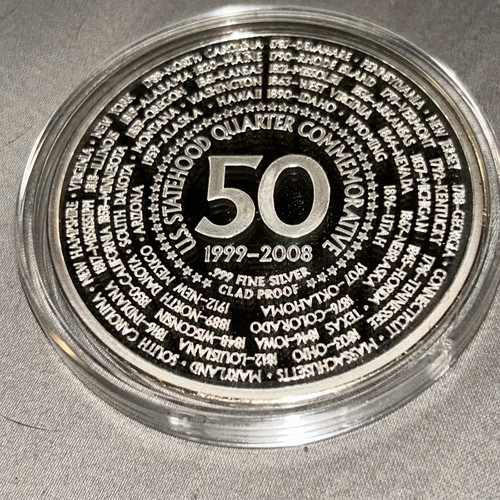 U.S. STATEHOOD QUARTER COMMEMORATIVE
50
1999-2008
.999 FINE SILVER
CLAD PROOF
1787-DELAWARE • PENNSYLVANIA • NEW JERSEY
1788-GEORGIA • CONNECTICUT • MASSACHUSETTS • MARYLAND • SOUTH CAROLINA • NEW HAMPSHIRE • VIRGINIA • NEW YORK
1789-NORTH CAROLINA
1790-RHODE ISLAND • 1791-VERMONT
1792-KENTUCKY • 1796-TENNESSEE
1803-OHIO
1812-LOUISIANA
1816-INDIANA
1817-MISSISSIPPI
1818-ILLINOIS
1819-ALABAMA
1820-MAINE
1821-MISSOURI
1836-ARKANSAS
1837-MICHIGAN
1845-FLORIDA
TEXAS
1846-IOWA
1848-WISCONSIN
1850-CALIFORNIA
1858-MINNESOTA
1859-OREGON
1861-KANSAS
1863-WEST VIRGINIA
1864-NEVADA
1867-NEBRASKA
1876-COLORADO
1889-NORTH DAKOTA
SOUTH DAKOTA • MONTANA • WASHINGTON
1890-IDAHO • WYOMING
1896-UTAH
1907-OKLAHOMA
1912-NEW MEXICO
ARIZONA
1959-ALASKA • HAWAII